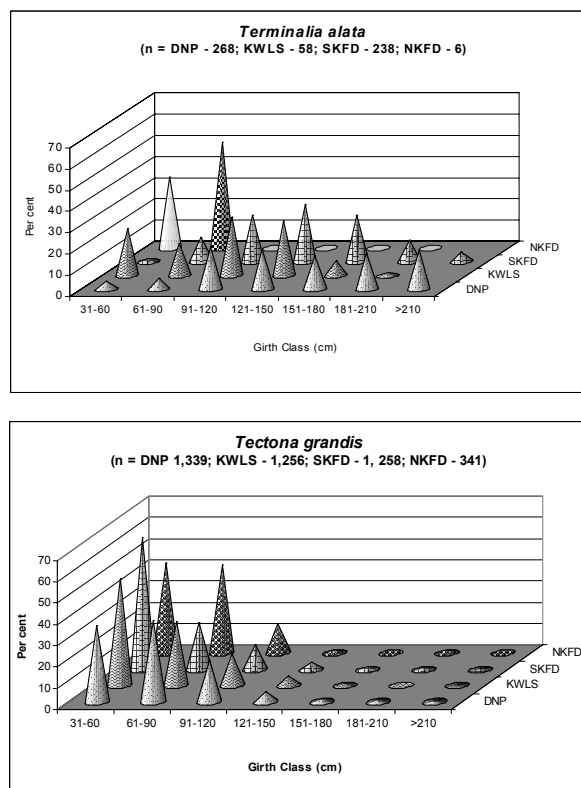 Terminalia alata
(n = DNP - 268; KWLS - 58; SKFD - 238; NKFD - 6)
70
60
50
40
30
20
10
0
Per cent
31-60 61-90 91-120 121-150 151-180 181-210 >210
NKFD
SKFD
KWLS
DNP
Girth Class (cm)
Tectona grandis
(n = DNP 1,339; KWLS - 1,256; SKFD - 1, 258; NKFD - 341)
70
60
50
40
30
20
10
0
Per cent
31-60 61-90 91-120 121-150 151-180 181-210 >210
NKFD
SKFD
KWLS
DNP
Girth Class (cm)